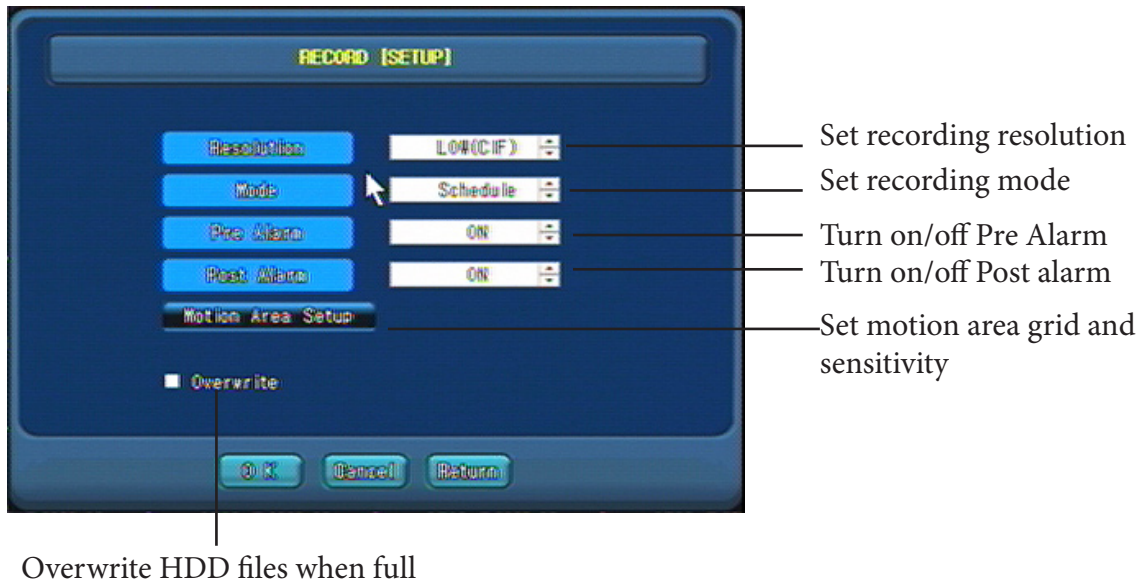 RECORD [SETUP]
Resolution LOW(CIF) Set recording resolution
Mode Schedule Set recording mode
Pre Alarm ON Turn on/off Pre Alarm
Post Alarm ON Turn on/off Post alarm
Motion Area Setup Set motion area grid and
sensitivity
Overwrite
O K Cancel Return
Overwrite HDD files when full